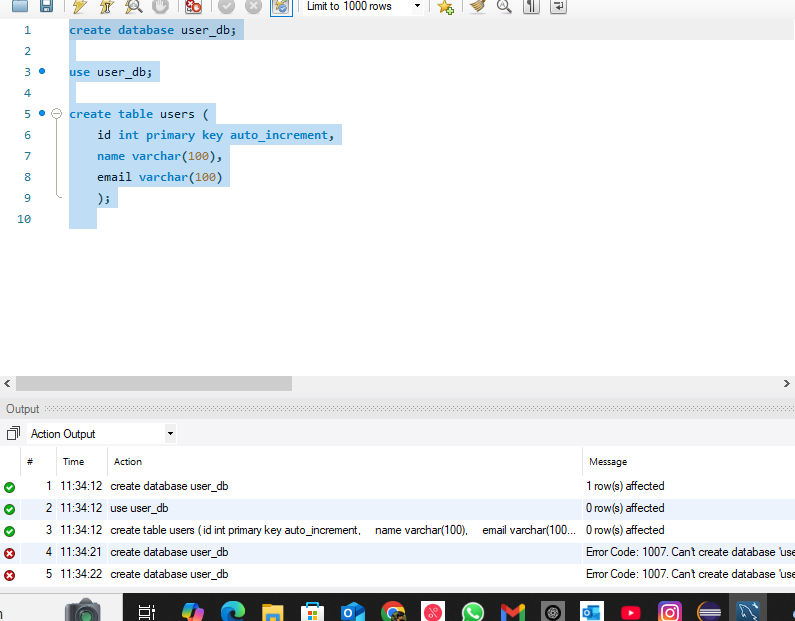 Limit to 1000 rows
1 create database user_db;
2
3 use user_db;
4
5 create table users (
6 id int primary key auto_increment,
7 name varchar(100),
8 email varchar(100)
9 );
10
Output
Action Output
# Time Action Message
1 11:34:12 create database user_db 1 row(s) affected
2 11:34:12 use user_db 0 row(s) affected
3 11:34:12 create table users ( id int primary key auto_increment, name varchar(100), email varchar(100... 0 row(s) affected
4 11:34:21 create database user_db Error Code: 1007. Can't create database 'use
5 11:34:22 create database user_db Error Code: 1007. Can't create database 'use